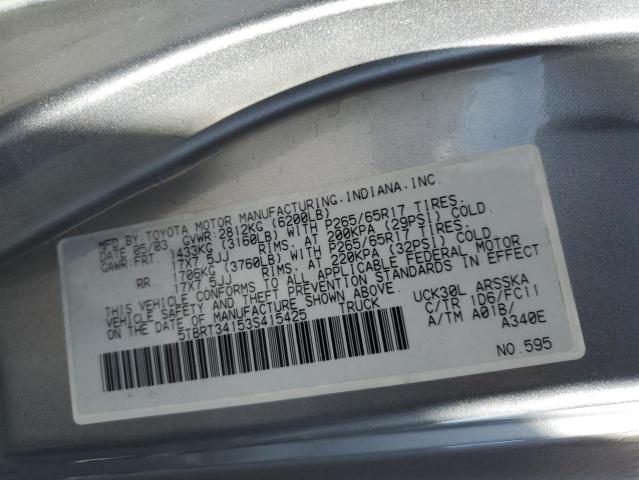 MFD.BY:TOYOTA MOTOR MANUFACTURING.INDIANA.INC.
DATE 05/03 GVWR 2812KG (6200LB)
GAWR:FRT. 1433KG (3160LB) WITH P265/65R17 TIRES.
17X7.5JJ RIMS. AT 200KPA (29PSI) COLD.
RR. 1706KG (3760LB) WITH P265/65R17 TIRES.
17X7.5JJ RIMS. AT 220KPA (32PSI) COLD.
THIS VEHICLE CONFORMS TO ALL APPLICABLE FEDERAL MOTOR
VEHICLE SAFETY AND THEFT PREVENTION STANDARDS IN EFFECT
ON THE DATE OF MANUFACTURE SHOWN ABOVE.
5TBRT34153S415425 TRUCK
UCK30L ARSSKA
C/TR 1D6/FC11
A/TM A01B/
A340E
NO.595